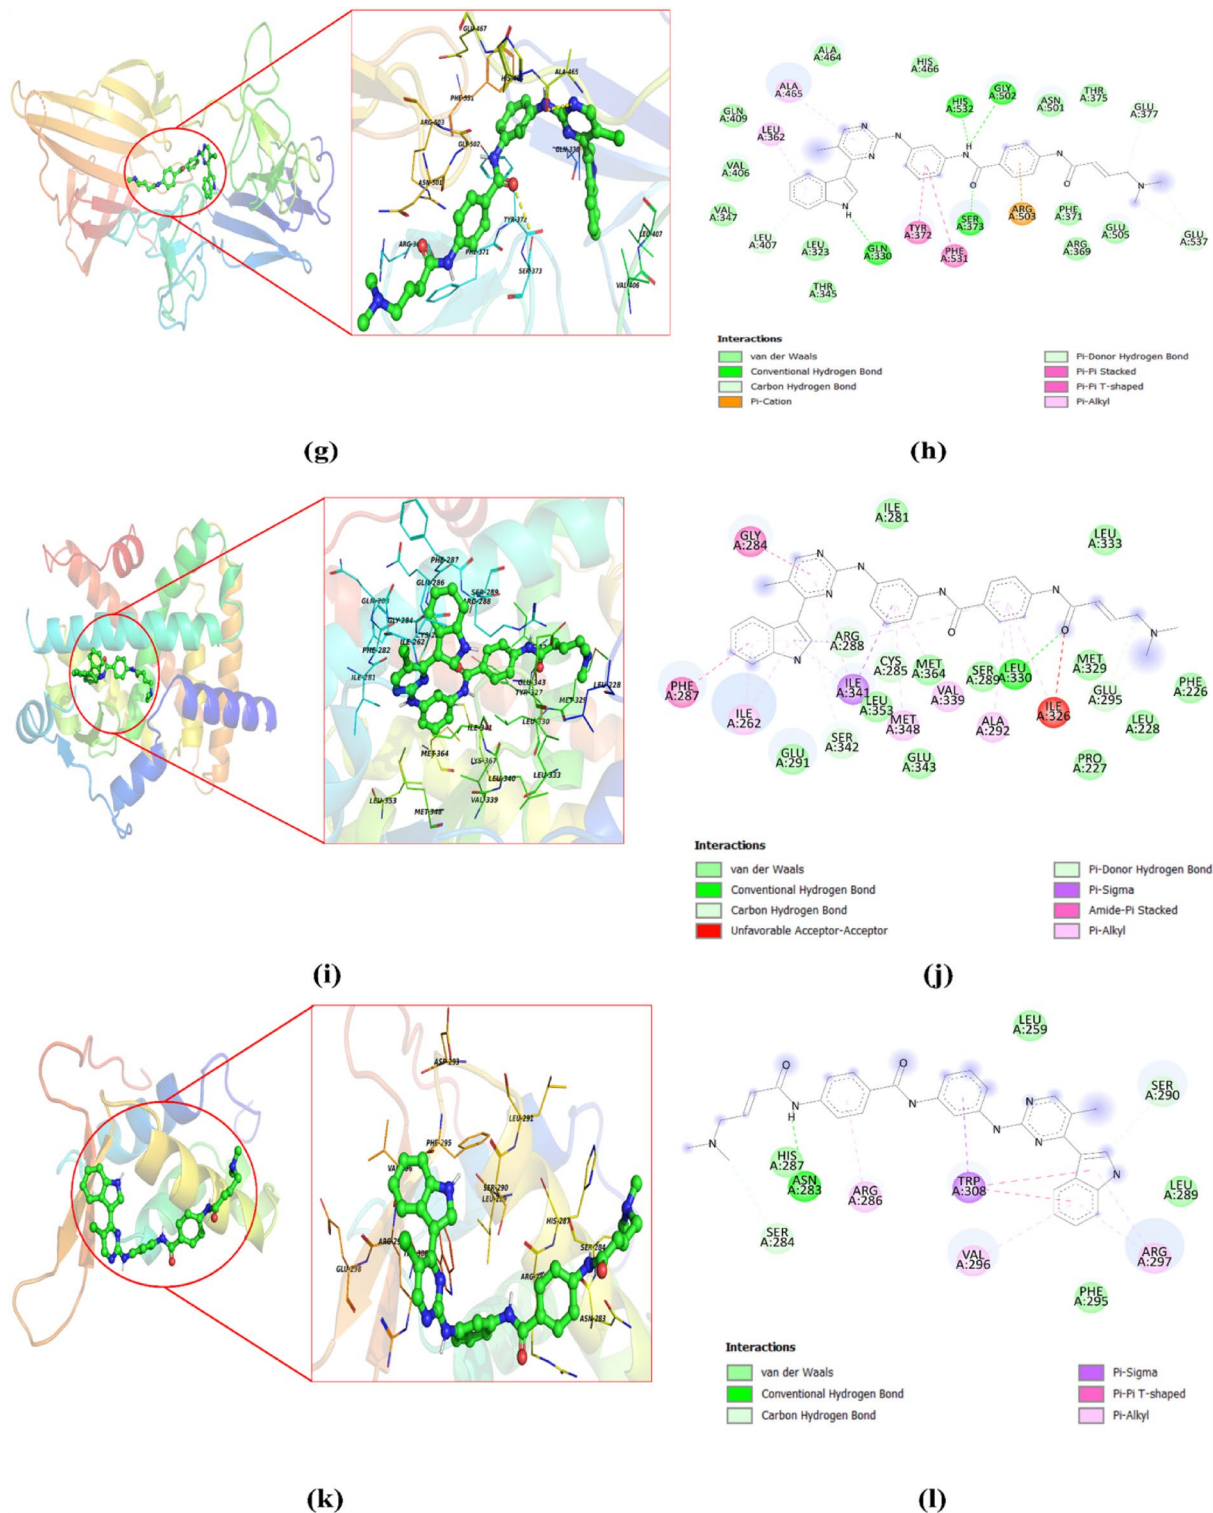 GLU-467
ALA-465
PHE-531
ARG-503
GLY-502
GLN-330
ASN-501
TYR-372
LEU-407
PHE-371
SER-373
VAL-406
(g)
ALA
A:464
HIS
A:466
ALA
A:465
GLY
A:502
HIS
A:532
ASN
A:501
THR
A:375
GLU
A:377
GLN
A:409
LEU
A:362
VAL
A:406
VAL
A:347
LEU
A:407
LEU
A:323
GLN
A:330
THR
A:345
TYR
A:372
PHE
A:531
SER
A:373
ARG
A:503
PHE
A:371
ARG
A:369
GLU
A:505
GLU
A:537
N
N
N
H
N
H
O
N
O
N
N
H
Interactions
van der Waals
Conventional Hydrogen Bond
Carbon Hydrogen Bond
Pi-Cation
Pi-Donor Hydrogen Bond
Pi-Pi Stacked
Pi-Pi T-shaped
Pi-Alkyl
(h)
PHE-287
GLU-286
SER-289
ARG-288
GLY-284
ILE-262
PHE-282
ILE-281
LEU-228
GLU-343
TYR-327
MET-329
LEU-330
ILE-341
MET-364
LYS-367
LEU-340
LEU-333
LEU-353
VAL-339
MET-348
(i)
ILE
A:281
GLY
A:284
LEU
A:333
ARG
A:288
CYS
A:285
MET
A:364
SER
A:289
LEU
A:330
MET
A:329
PHE
A:226
PHE
A:287
ILE
A:262
ILE
A:341
LEU
A:353
VAL
A:339
MET
A:348
ALA
A:292
ILE
A:326
GLU
A:295
LEU
A:228
GLU
A:291
SER
A:342
GLU
A:343
PRO
A:227
N
N
N
H
N
H
O
N
H
O
N
N
H
Interactions
van der Waals
Conventional Hydrogen Bond
Carbon Hydrogen Bond
Unfavorable Acceptor-Acceptor
Pi-Donor Hydrogen Bond
Pi-Sigma
Amide-Pi Stacked
Pi-Alkyl
(j)
ASP-293
LEU-291
PHE-295
SER-290
HIS-287
SER-284
GLU-298
ASN-283
(k)
LEU
A:259
SER
A:290
HIS
A:287
ASN
A:283
ARG
A:286
TRP
A:308
LEU
A:289
SER
A:284
VAL
A:296
ARG
A:297
PHE
A:295
O
N
H
N
O
N
H
N
H
N
N
N
H
Interactions
van der Waals
Conventional Hydrogen Bond
Carbon Hydrogen Bond
Pi-Sigma
Pi-Pi T-shaped
Pi-Alkyl
(l)